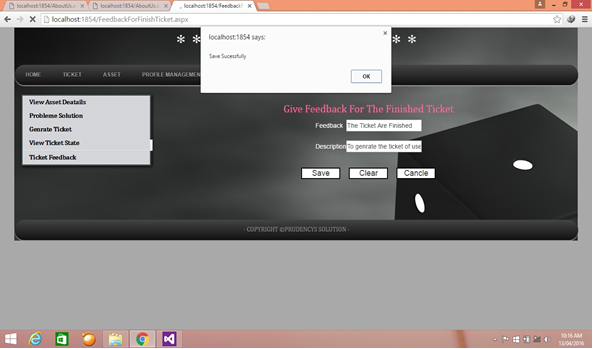 localhost:1854/AboutUs.a
localhost:1854/AboutUs.a
localhost:1854/Feedback
localhost:1854/FeedbackForFinishTicket.aspx
localhost:1854 says:
Save Sucessfully
OK
HOME TICKET ASSET PROFILE MANAGEMEN
View Asset Deatails
Probleme Solution
Genrate Ticket
View Ticket State
Ticket Feedback
Give Feedback For The Finished Ticket
Feedback The Ticket Are Finished
Description To genrate the ticket of use
Save Clear Cancle
- COPYRIGHT ©PRUDENCYS SOLUTION -
10:16 AM
13/04/2016